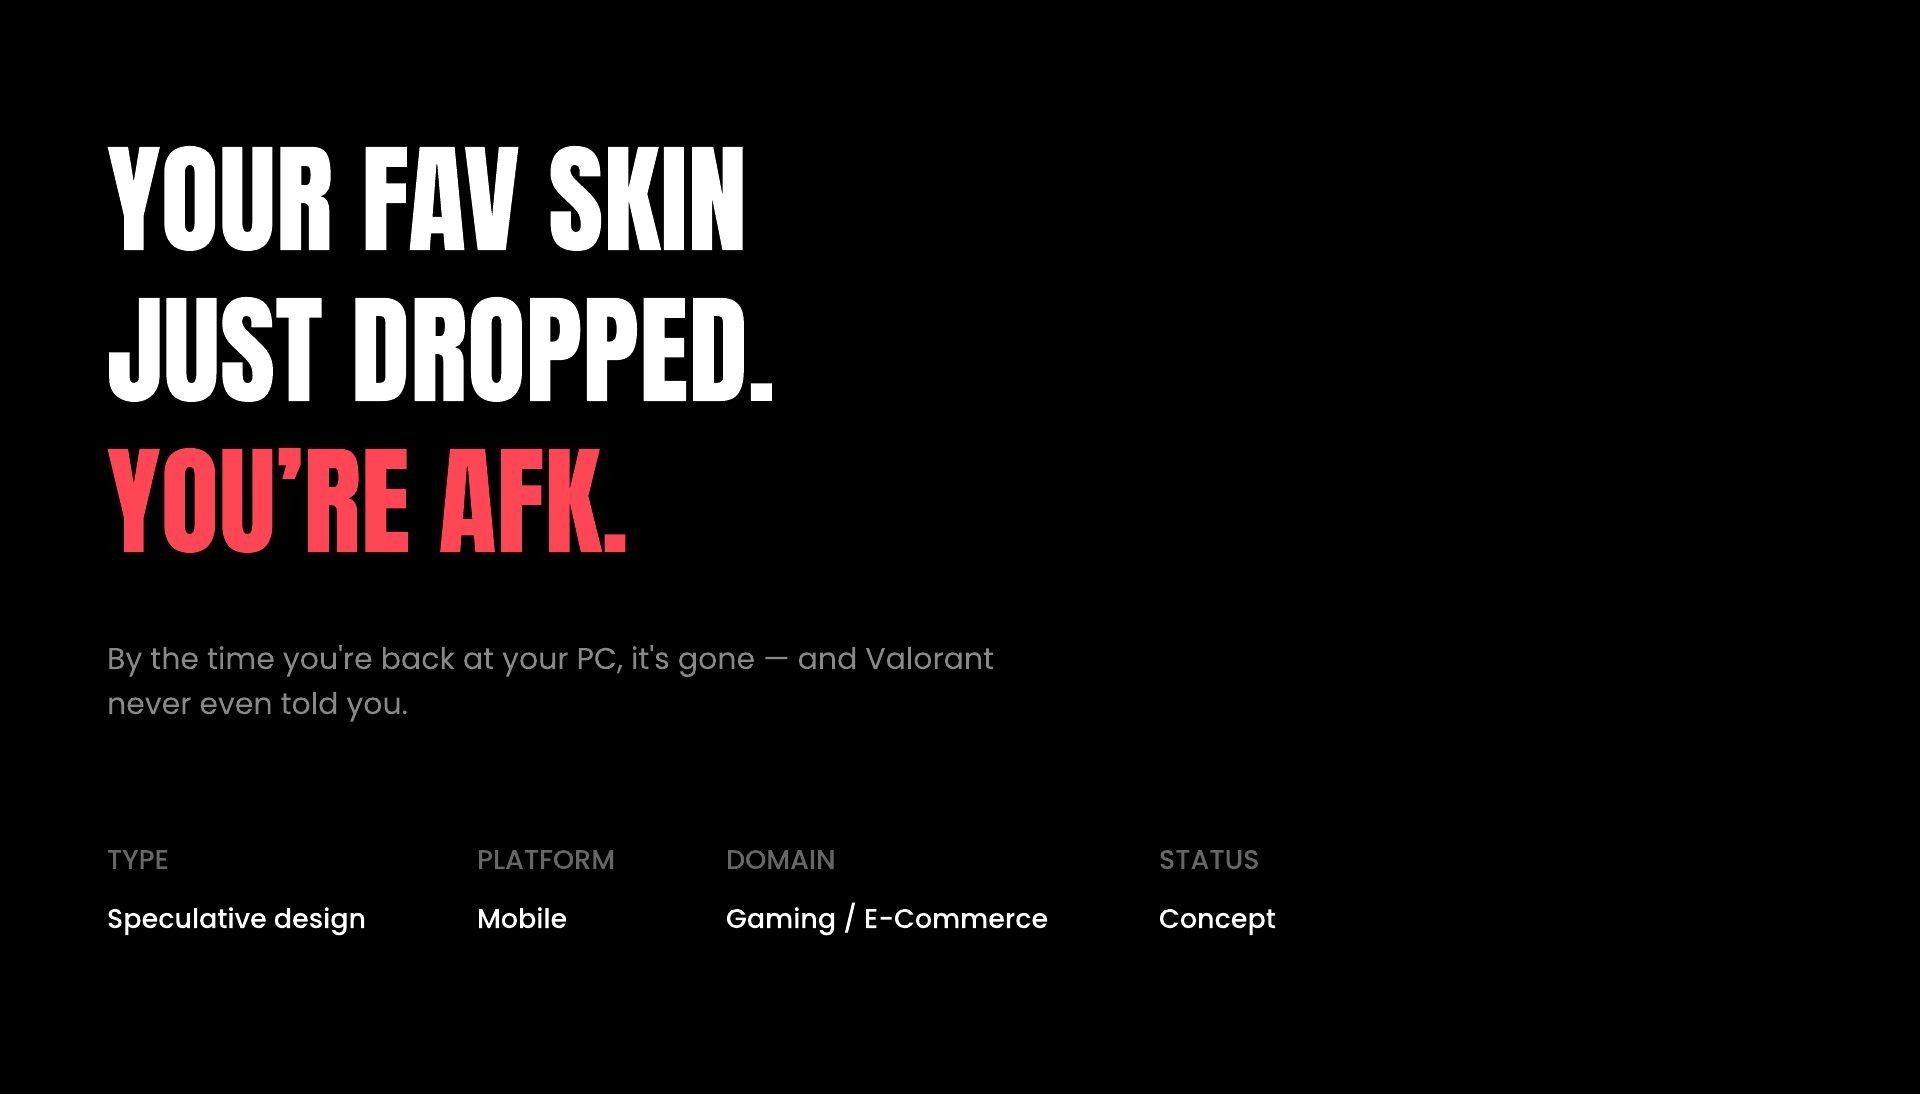 YOUR FAV SKIN
JUST DROPPED.
YOU’RE AFK.
By the time you're back at your PC, it's gone — and Valorant
never even told you.
TYPE PLATFORM DOMAIN STATUS
Speculative design Mobile Gaming / E-Commerce Concept